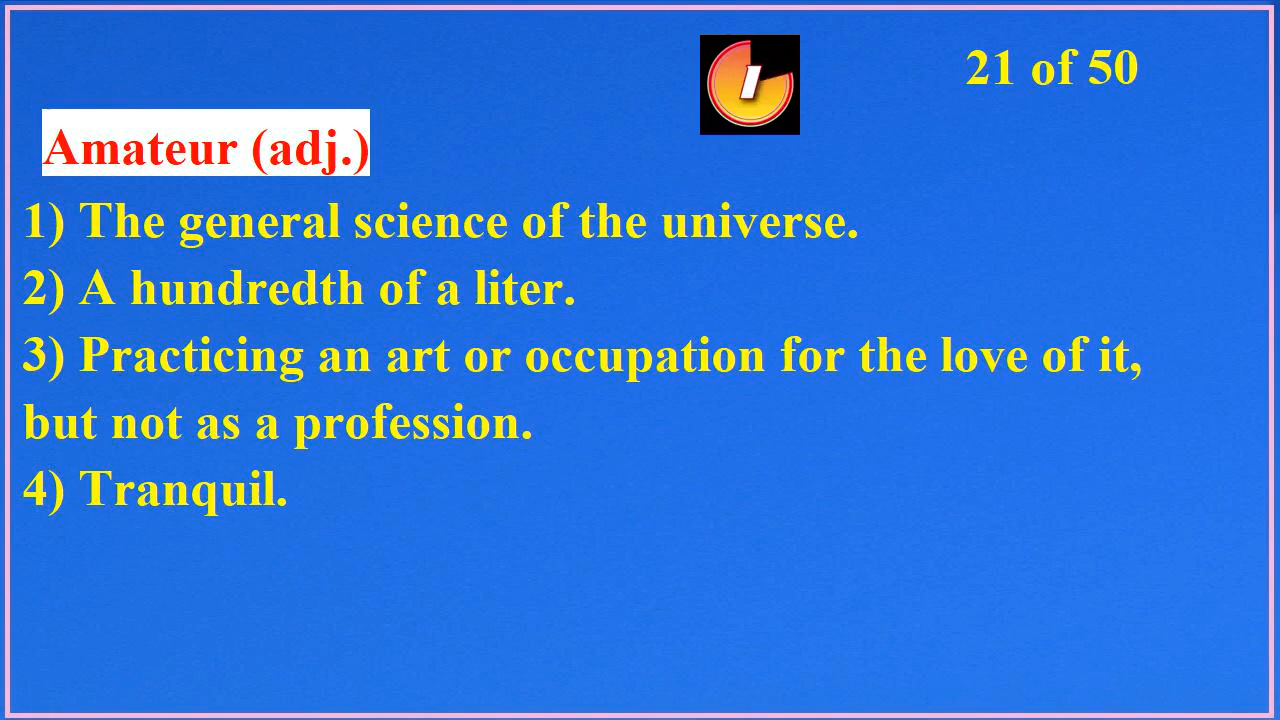 21 of 50
1
Amateur (adj.)
1) The general science of the universe.
2) A hundredth of a liter.
3) Practicing an art or occupation for the love of it,
but not as a profession.
4) Tranquil.